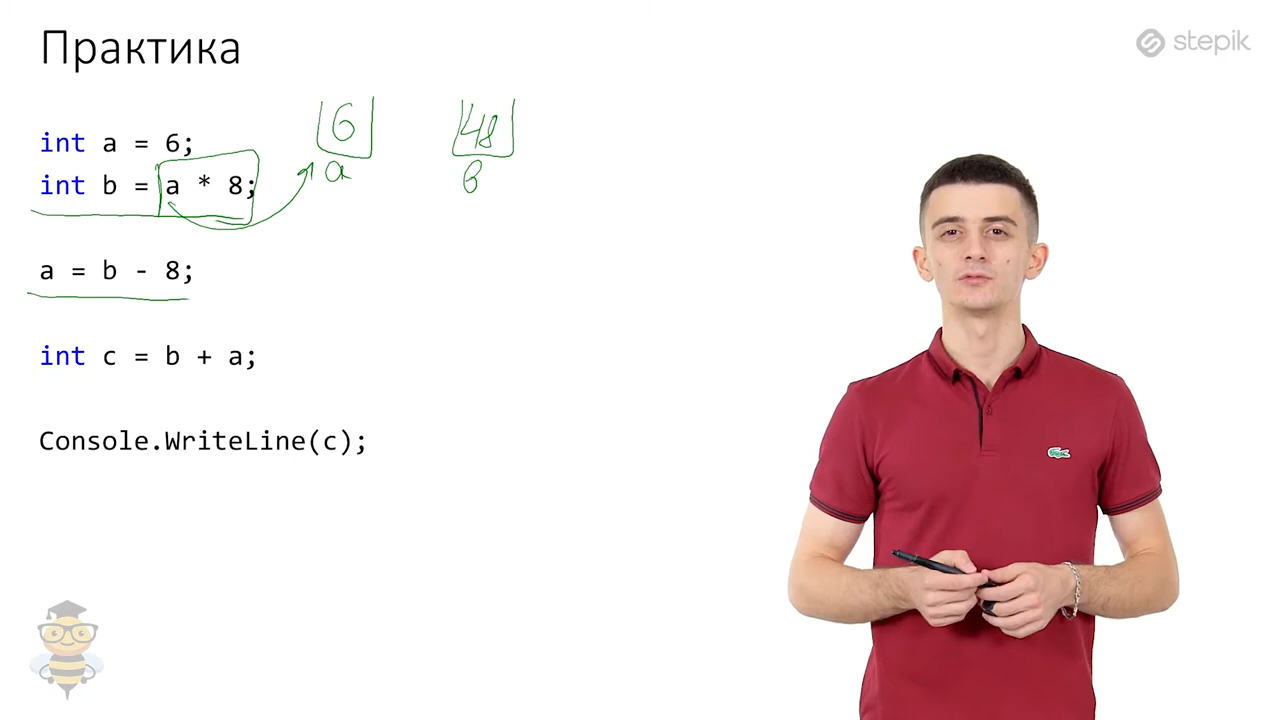 Практика
stepik
int a = 6;
int b = a * 8;
6
a
48
в
a = b - 8;
int c = b + a;
Console.WriteLine(c);